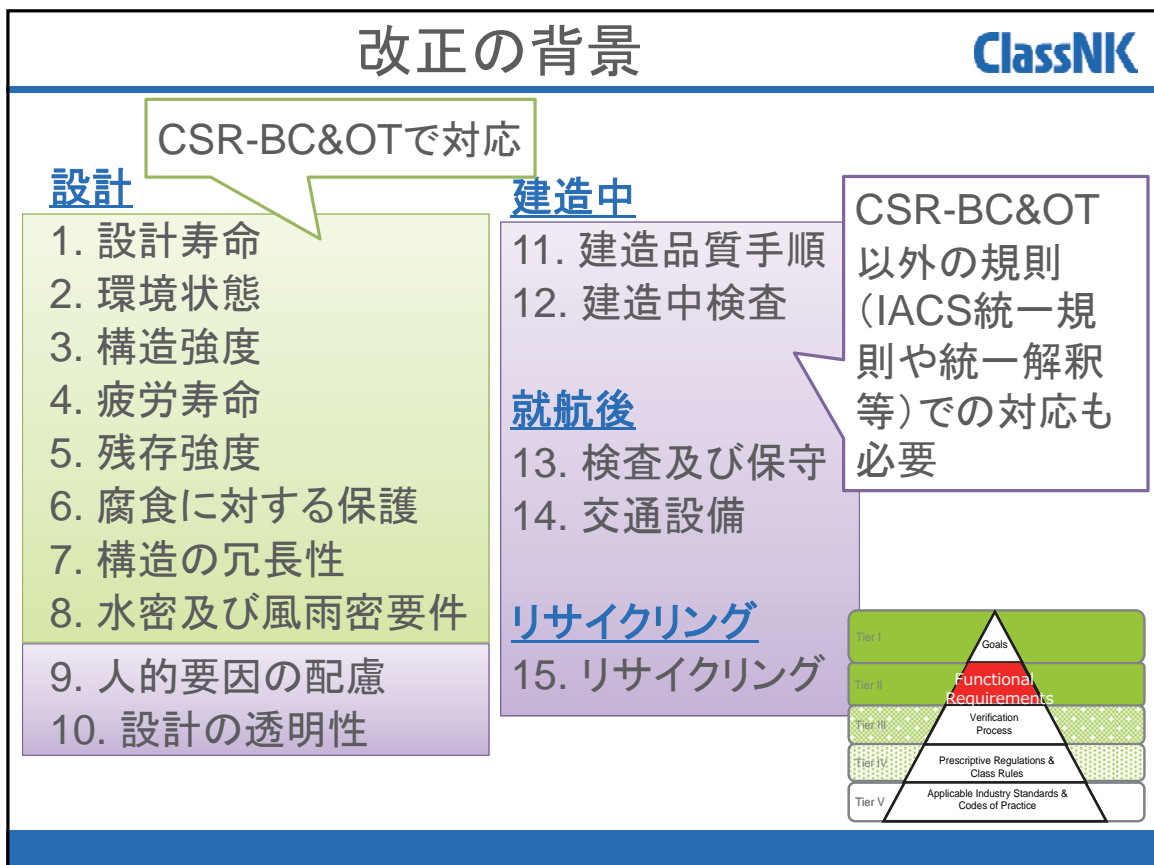 改正の背景
ClassNK
CSR-BC&OTで対応
設計
1. 設計寿命
2. 環境状態
3. 構造強度
4. 疲労寿命
5. 残存強度
6. 腐食に対する保護
7. 構造の冗長性
8. 水密及び風雨密要件
9. 人的要因の配慮
10. 設計の透明性
建造中
11. 建造品質手順
12. 建造中検査
就航後
13. 検査及び保守
14. 交通設備
リサイクリング
15. リサイクリング
CSR-BC&OT
以外の規則
（IACS統一規
則や統一解釈
等）での対応も
必要
Tier I
Goals
Tier II
Functional
Requirements
Tier III
Verification
Process
Tier IV
Prescriptive Regulations &
Class Rules
Tier V
Applicable Industry Standards &
Codes of Practice